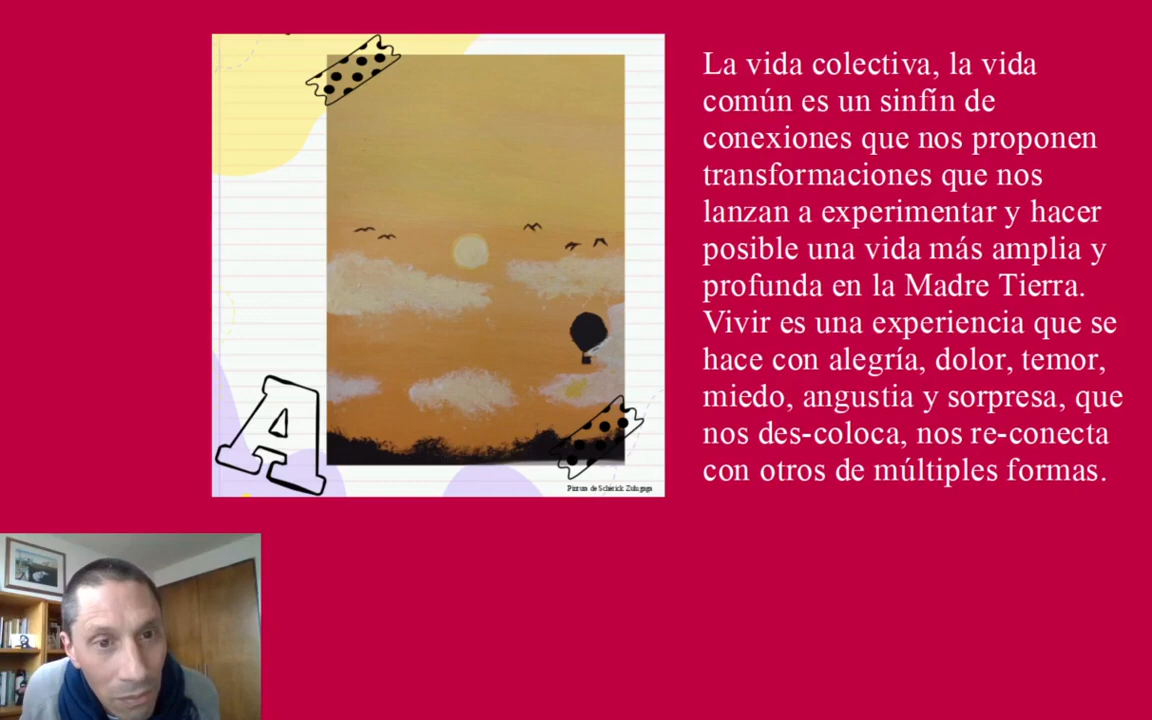 La vida colectiva, la vida
común es un sinfín de
conexiones que nos proponen
transformaciones que nos
lanzan a experimentar y hacer
posible una vida más amplia y
profunda en la Madre Tierra.
Vivir es una experiencia que se
hace con alegría, dolor, temor,
miedo, angustia y sorpresa, que
nos des-coloca, nos re-conecta
con otros de múltiples formas.
A
Pintura de